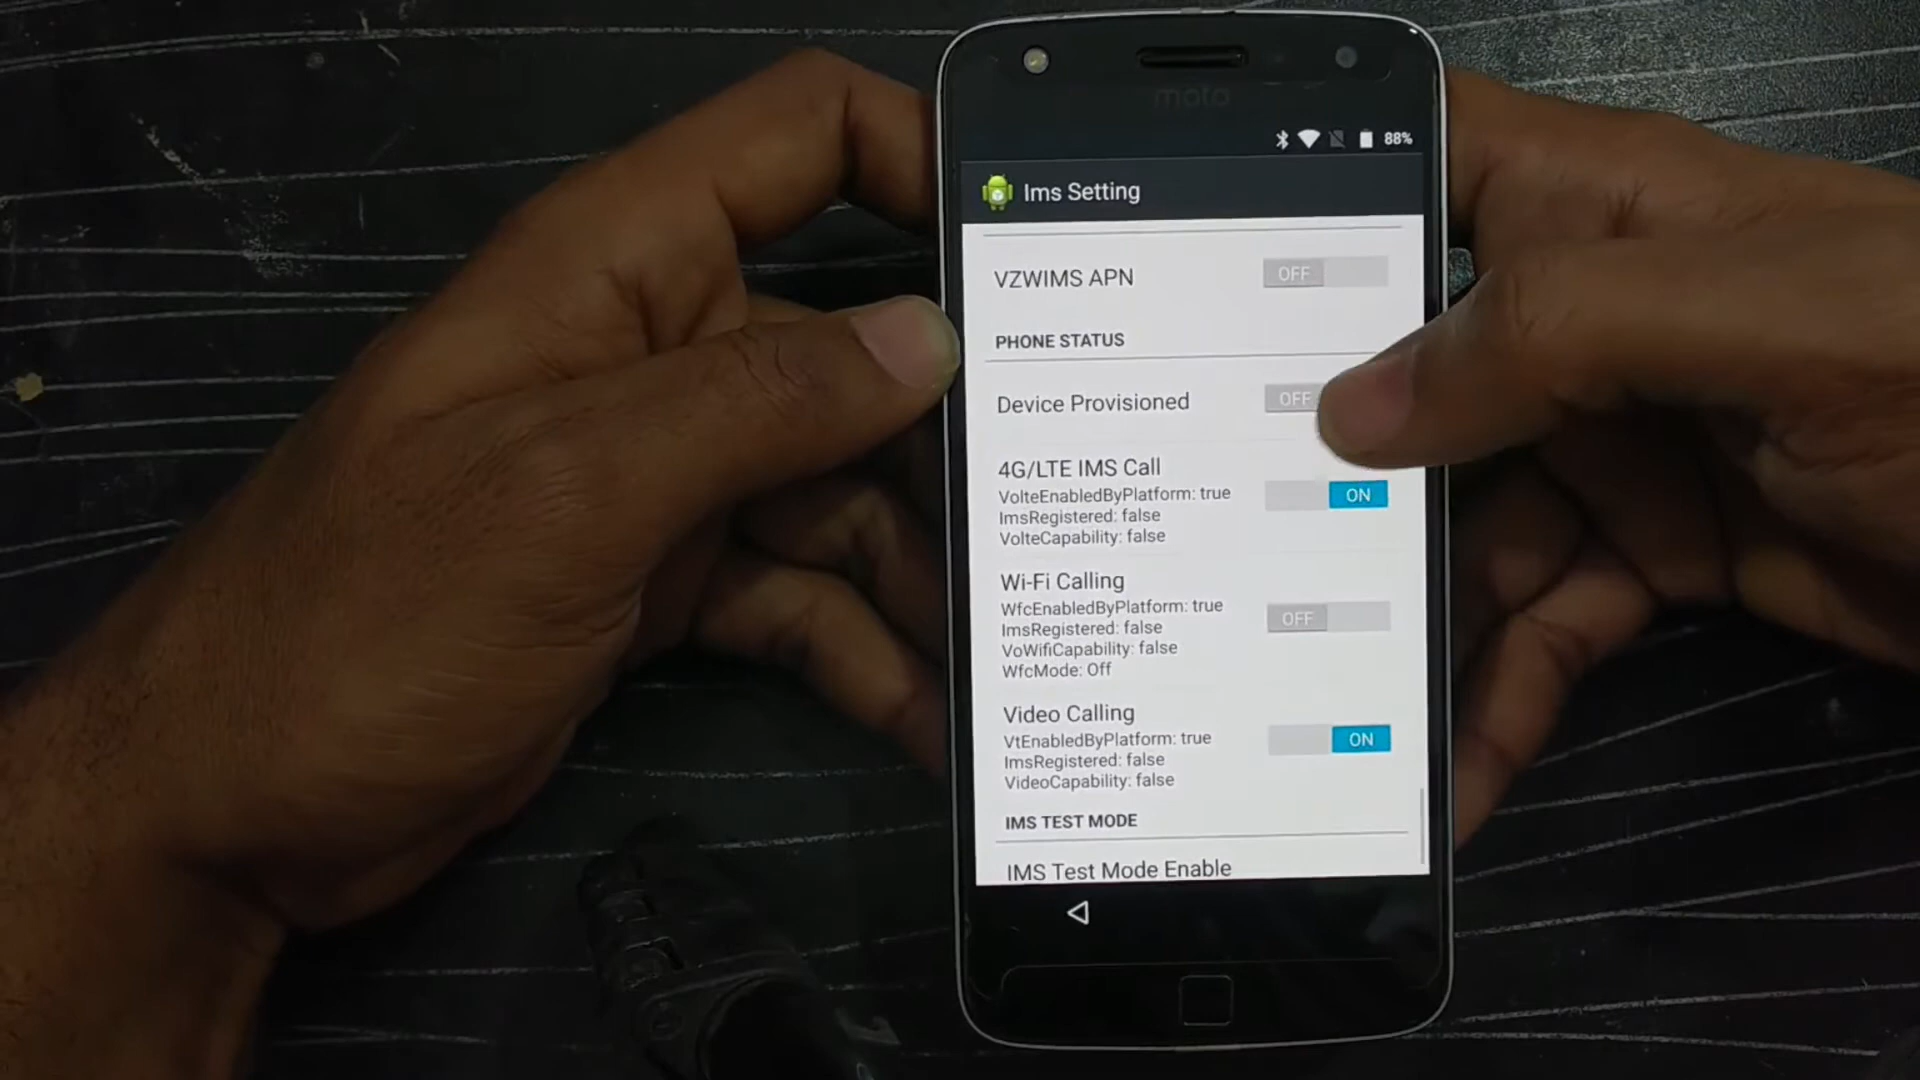 moto
88%
Ims Setting
VZWIMS APN OFF
PHONE STATUS
Device Provisioned OFF
4G/LTE IMS Call
VolteEnabledByPlatform: true ON
ImsRegistered: false
VolteCapability: false
Wi-Fi Calling
WfcEnabledByPlatform: true OFF
ImsRegistered: false
VoWifiCapability: false
WfcMode: Off
Video Calling
VtEnabledByPlatform: true ON
ImsRegistered: false
VideoCapability: false
IMS TEST MODE
IMS Test Mode Enable